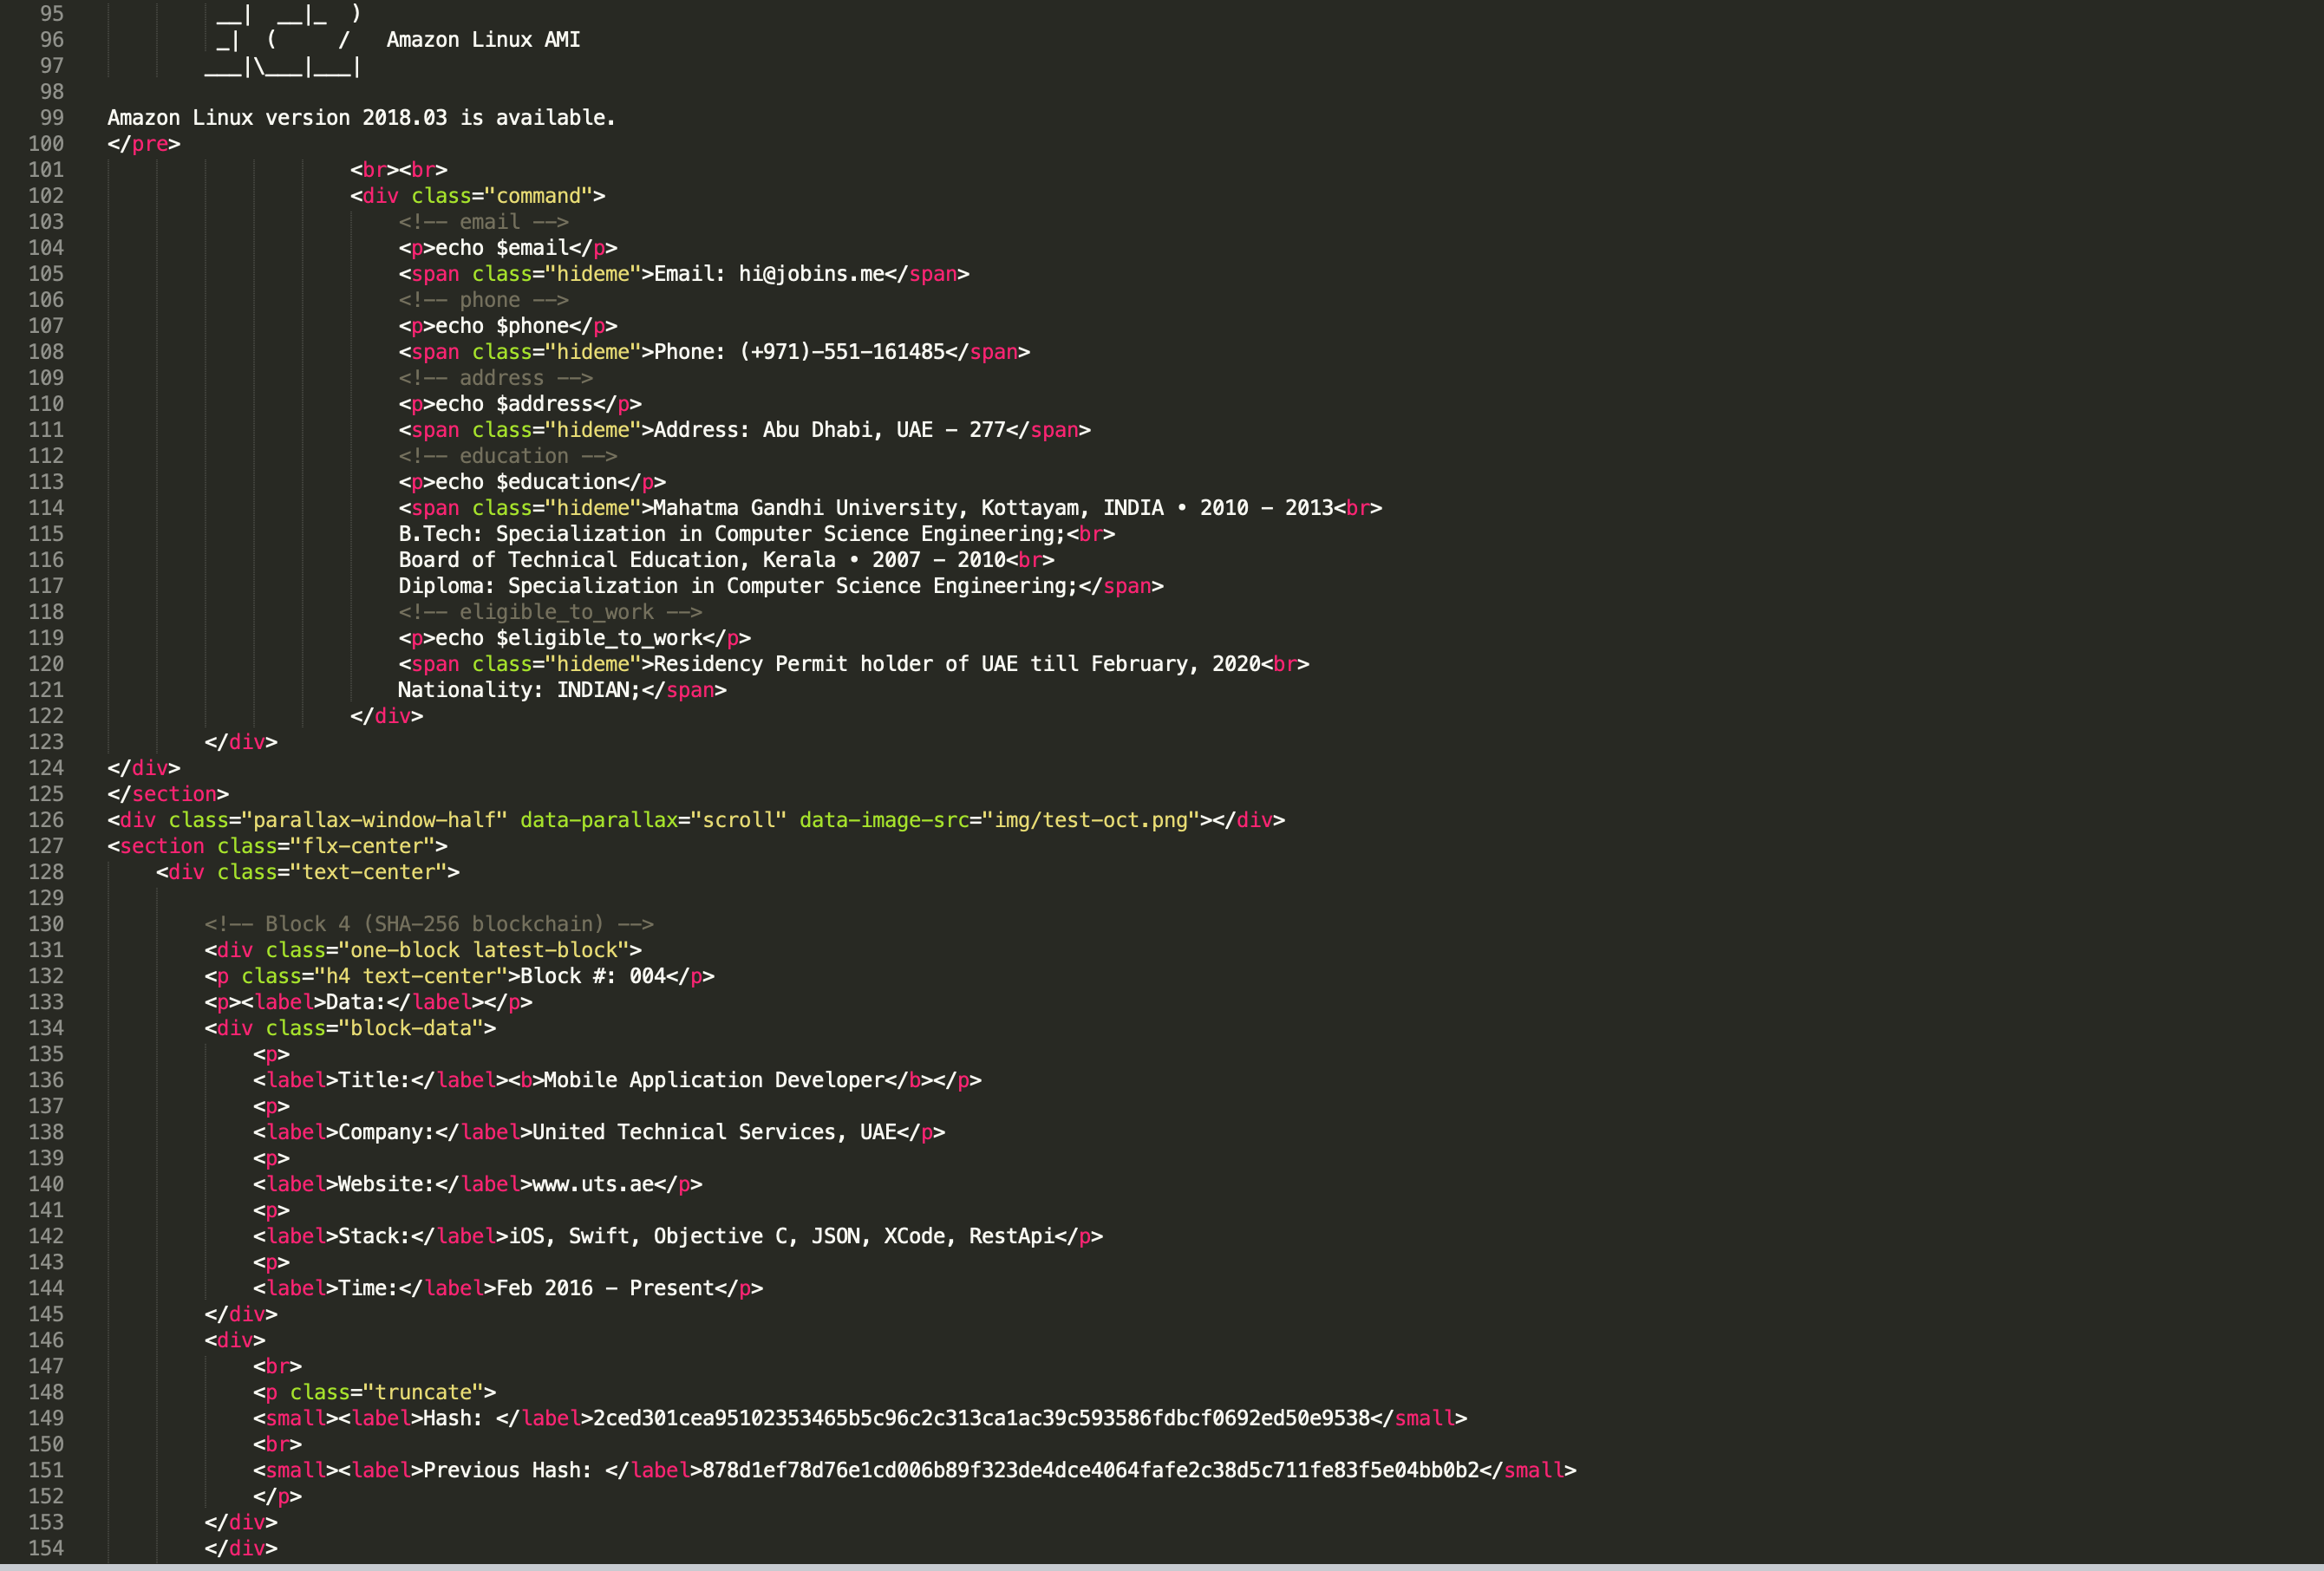 95             __|  __|_  )
96             _|  (     /   Amazon Linux AMI
97            ___|\___|___|
98
99    Amazon Linux version 2018.03 is available.
100   </pre>
101                       <br><br>
102                       <div class="command">
103                           <!-- email -->
104                           <p>echo $email</p>
105                           <span class="hideme">Email: hi@jobins.me</span>
106                           <!-- phone -->
107                           <p>echo $phone</p>
108                           <span class="hideme">Phone: (+971)-551-161485</span>
109                           <!-- address -->
110                           <p>echo $address</p>
111                           <span class="hideme">Address: Abu Dhabi, UAE - 277</span>
112                           <!-- education -->
113                           <p>echo $education</p>
114                           <span class="hideme">Mahatma Gandhi University, Kottayam, INDIA • 2010 - 2013<br>
115                           B.Tech: Specialization in Computer Science Engineering;<br>
116                           Board of Technical Education, Kerala • 2007 - 2010<br>
117                           Diploma: Specialization in Computer Science Engineering;</span>
118                           <!-- eligible_to_work -->
119                           <p>echo $eligible_to_work</p>
120                           <span class="hideme">Residency Permit holder of UAE till February, 2020<br>
121                           Nationality: INDIAN;</span>
122                       </div>
123           </div>
124   </div>
125   </section>
126   <div class="parallax-window-half" data-parallax="scroll" data-image-src="img/test-oct.png"></div>
127   <section class="flx-center">
128       <div class="text-center">
129
130           <!-- Block 4 (SHA-256 blockchain) -->
131           <div class="one-block latest-block">
132           <p class="h4 text-center">Block #: 004</p>
133           <p><label>Data:</label></p>
134           <div class="block-data">
135               <p>
136               <label>Title:</label><b>Mobile Application Developer</b></p>
137               <p>
138               <label>Company:</label>United Technical Services, UAE</p>
139               <p>
140               <label>Website:</label>www.uts.ae</p>
141               <p>
142               <label>Stack:</label>iOS, Swift, Objective C, JSON, XCode, RestApi</p>
143               <p>
144               <label>Time:</label>Feb 2016 - Present</p>
145           </div>
146           <div>
147               <br>
148               <p class="truncate">
149               <small><label>Hash: </label>2ced301cea95102353465b5c96c2c313ca1ac39c593586fdbcf0692ed50e9538</small>
150               <br>
151               <small><label>Previous Hash: </label>878d1ef78d76e1cd006b89f323de4dce4064fafe2c38d5c711fe83f5e04bb0b2</small>
152               </p>
153           </div>
154           </div>